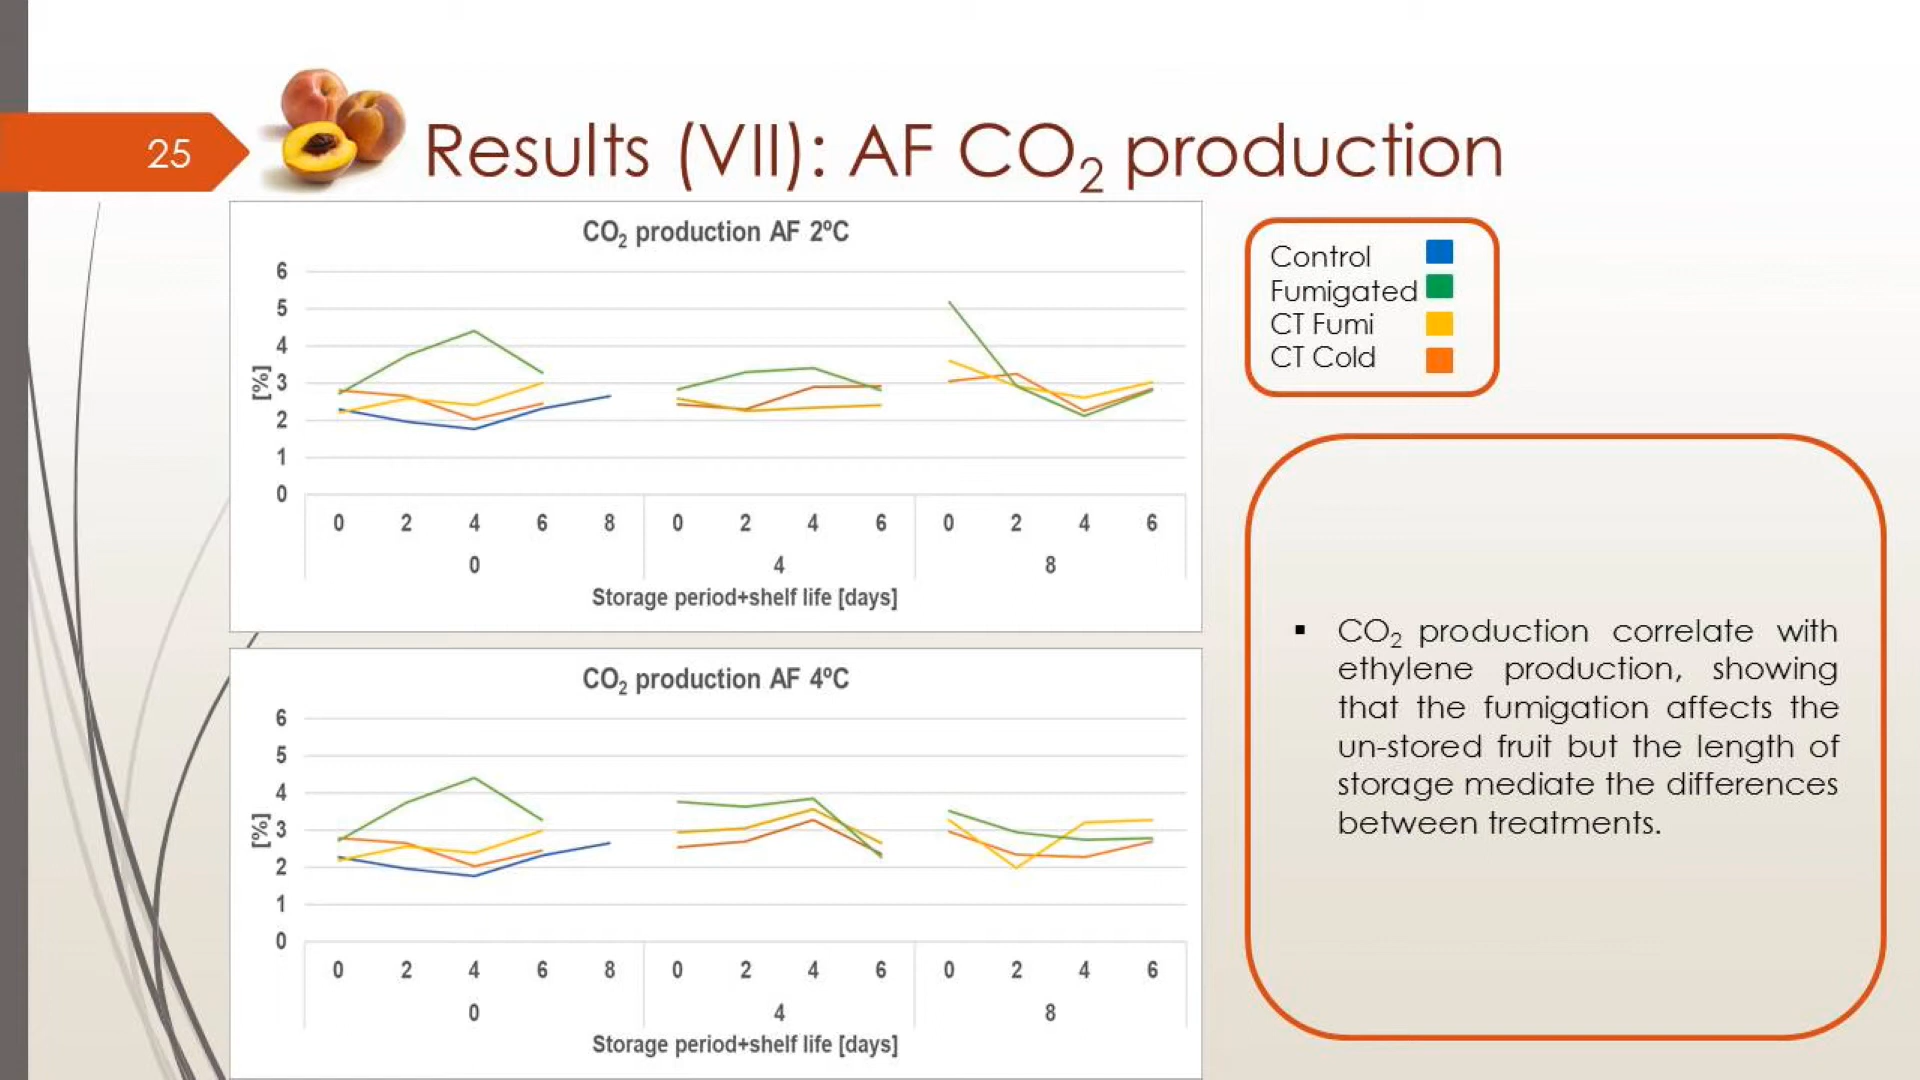 25
Results (VII): AF CO₂ production
CO₂ production AF 2ºC
6
5
4
3
2
1
0
[%]
0 2 4 6 8 0 2 4 6 0 2 4 6
0 4 8
Storage period+shelf life [days]
CO₂ production AF 4ºC
6
5
4
3
2
1
0
[%]
0 2 4 6 8 0 2 4 6 0 2 4 6
0 4 8
Storage period+shelf life [days]
Control
Fumigated
CT Fumi
CT Cold
▪ CO₂ production correlate with
ethylene production, showing
that the fumigation affects the
un-stored fruit but the length of
storage mediate the differences
between treatments.